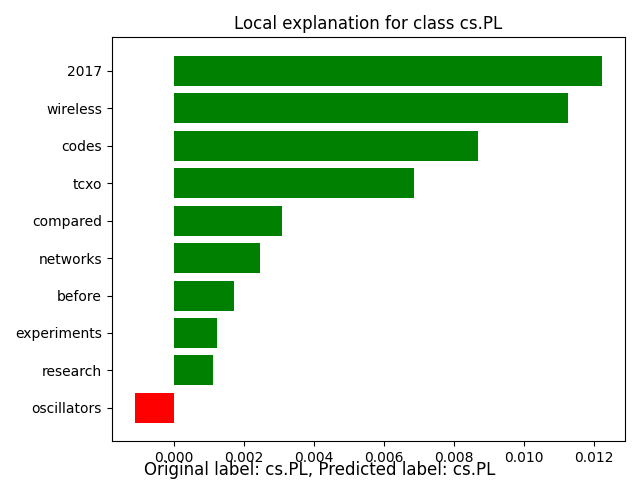 Local explanation for class cs.PL
2017
wireless
codes
tcxo
compared
networks
before
experiments
research
oscillators
0.000 0.002 0.004 0.006 0.008 0.010 0.012
Original label: cs.PL, Predicted label: cs.PL